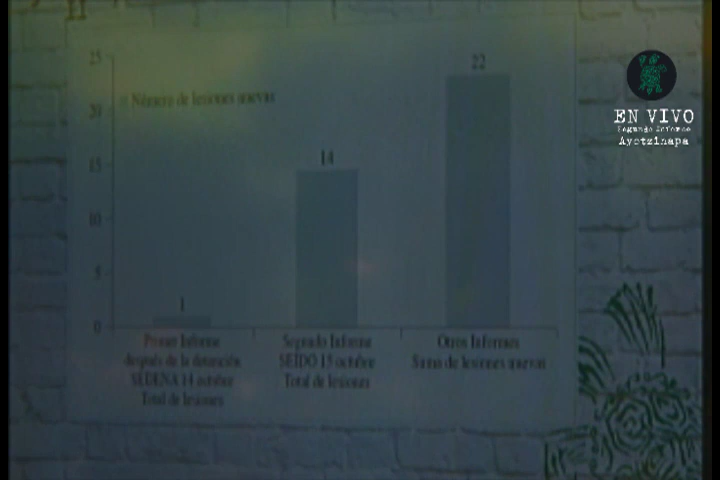 25
EN VIVO
Segundo Informe
Ayotzinapa
22
Número de lesiones nuevas
20
14
15
10
5
1
0
Primer Informe
después de la detención
SEDENA 14 octubre
Total de lesiones
Segundo Informe
SEIDO 15 octubre
Total de lesiones
Otros Informes
Suma de lesiones nuevas